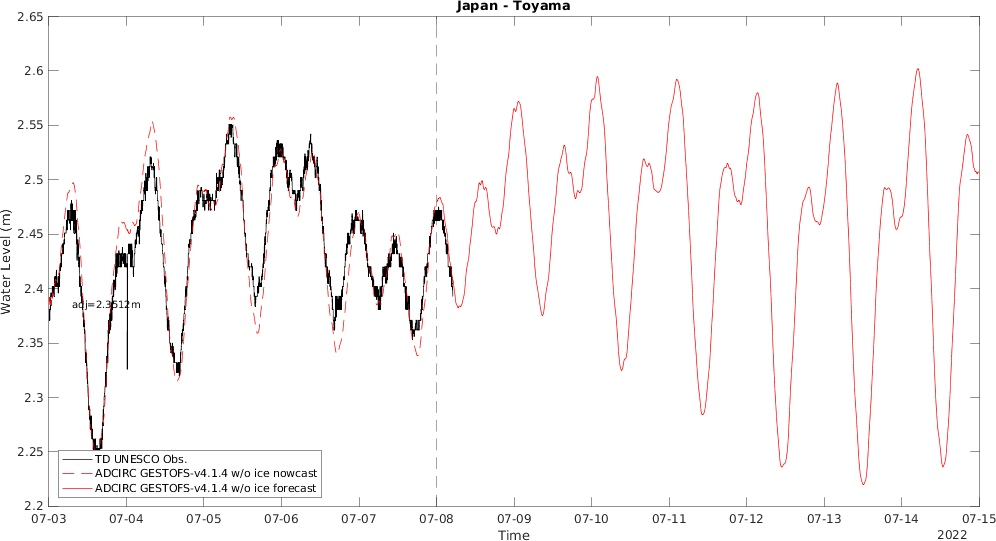 Japan - Toyama
2.65
2.6
2.55
2.5
2.45
2.4
2.35
2.3
2.25
2.2
Water Level (m)
adj=2.3512m
TD UNESCO Obs.
ADCIRC GESTOFS-v4.1.4 w/o ice nowcast
ADCIRC GESTOFS-v4.1.4 w/o ice forecast
07-03 07-04 07-05 07-06 07-07 07-08 07-09 07-10 07-11 07-12 07-13 07-14 07-15
Time
2022